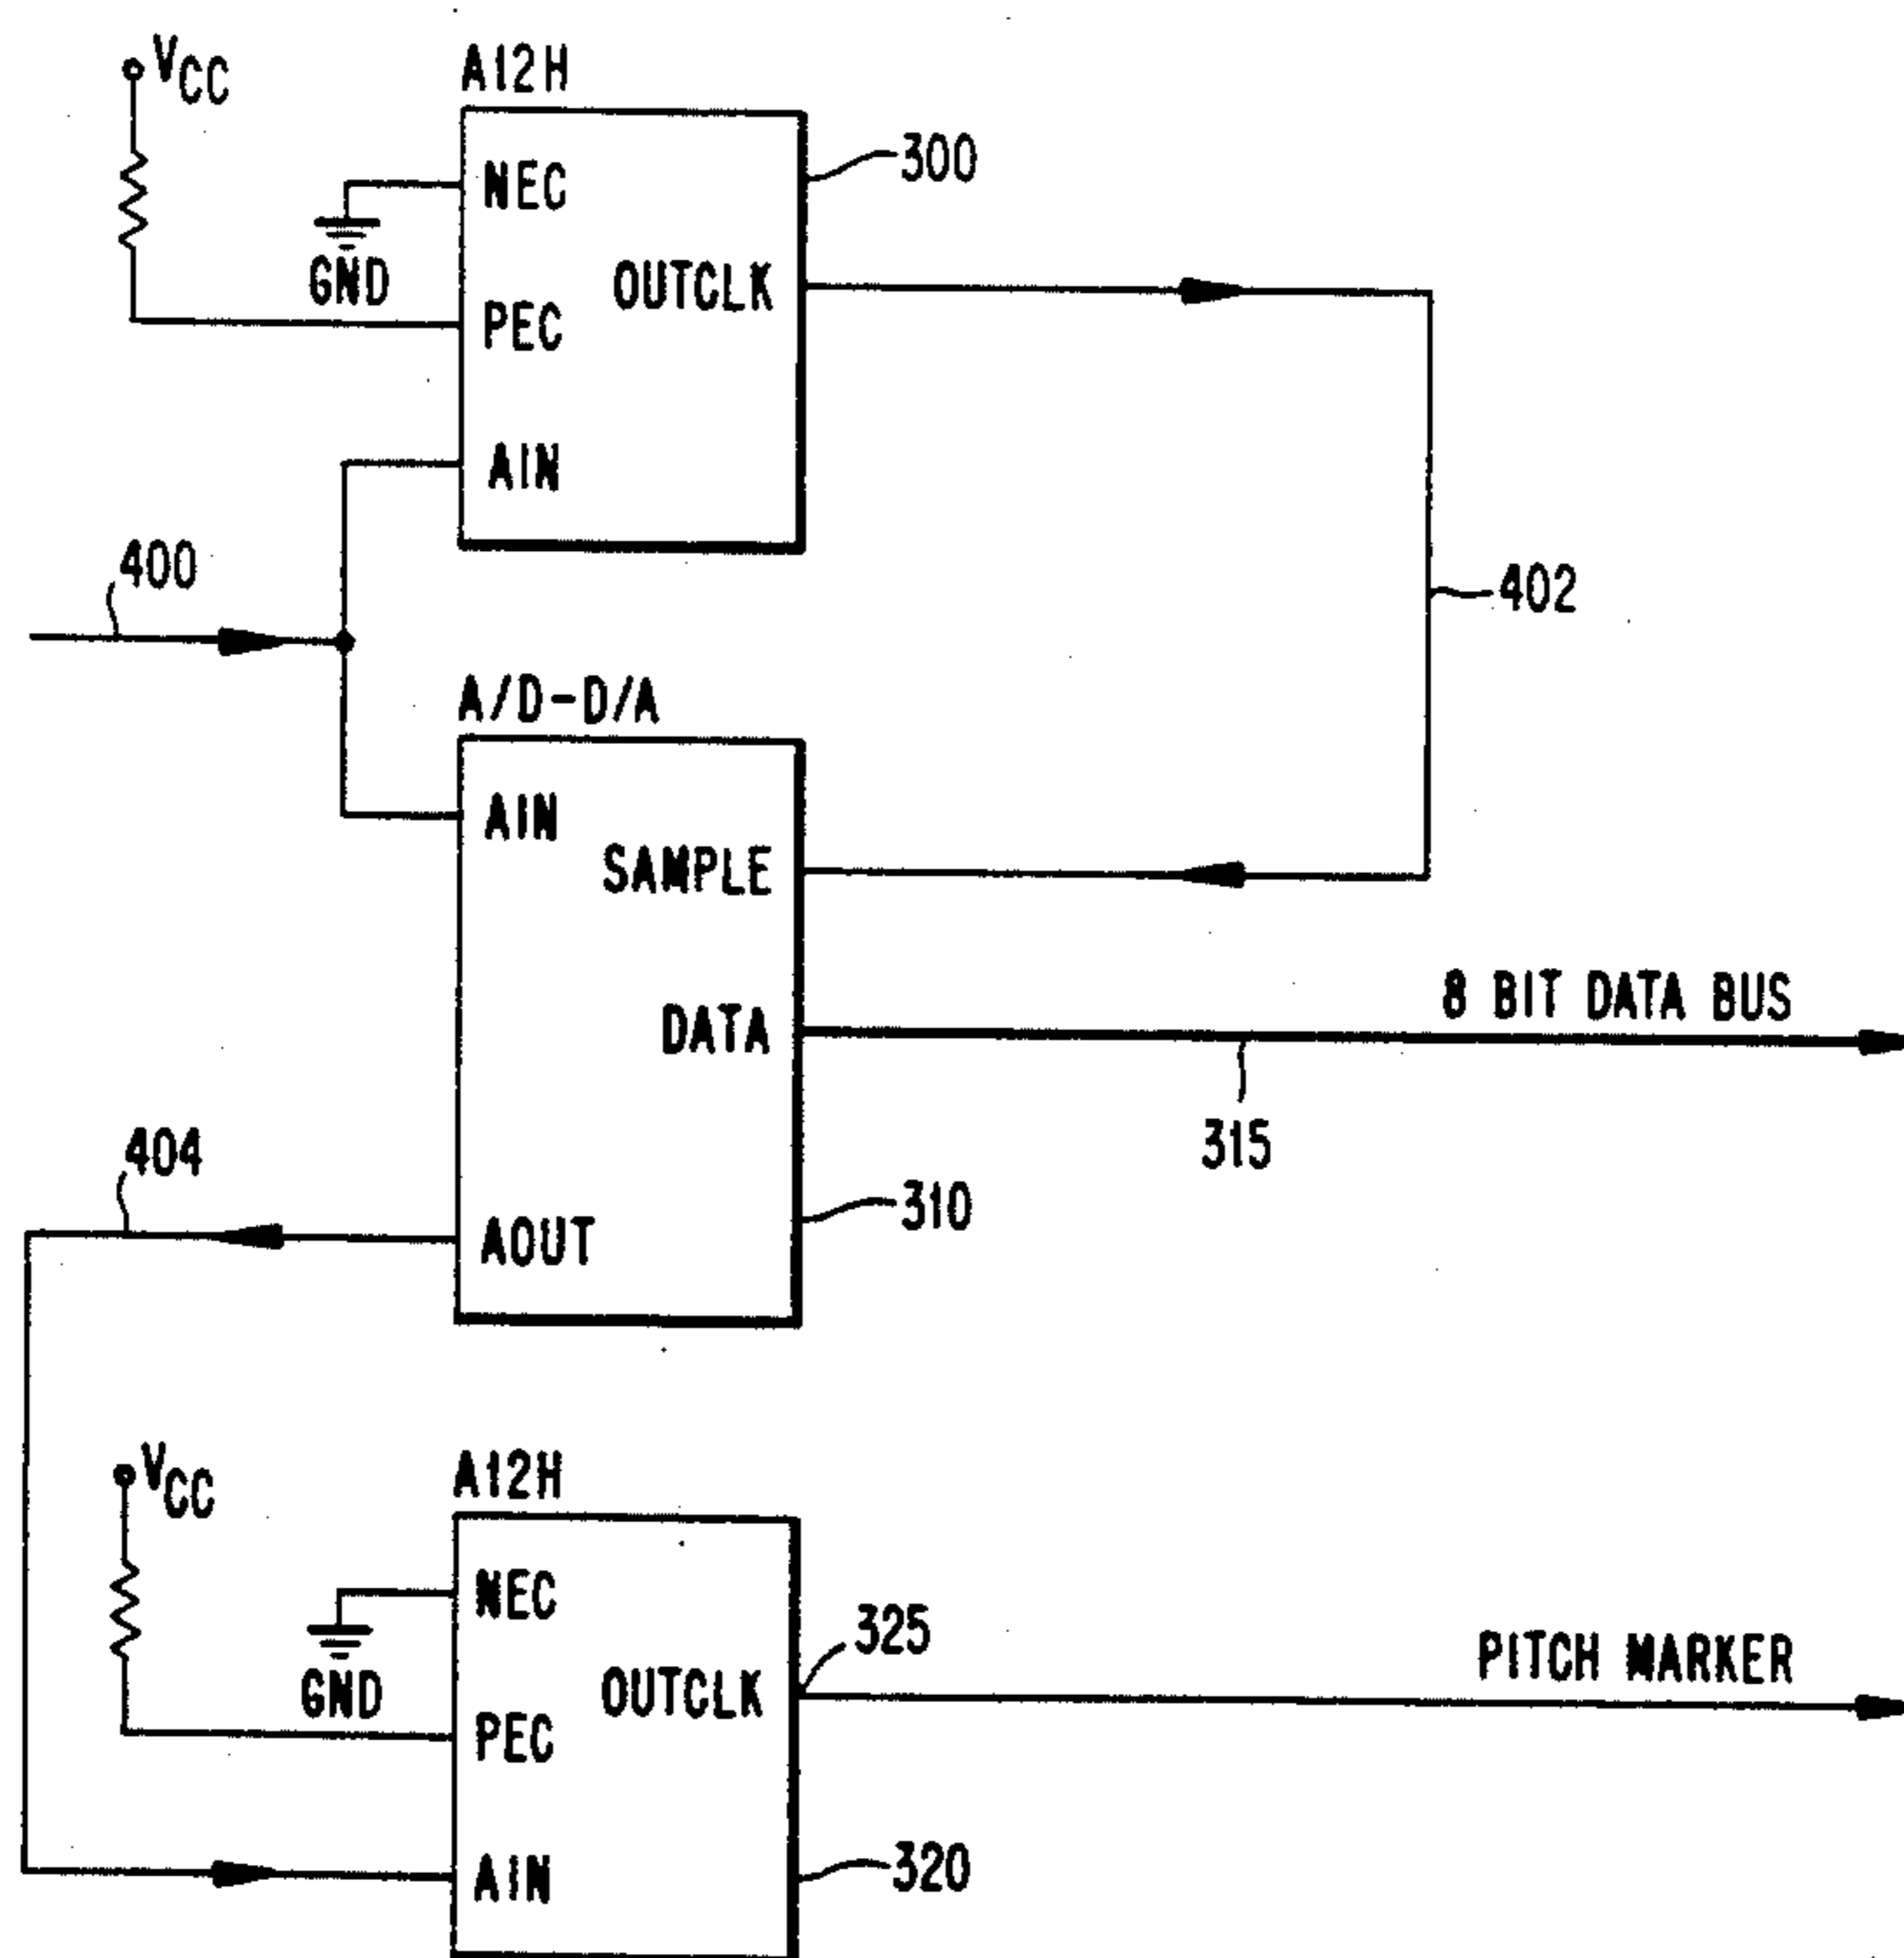 VCC
A12H
300
NEC
GND
OUTCLK
PEC
AIN
400
402
A/D-D/A
AIN
SAMPLE
8 BIT DATA BUS
DATA
315
404
310
AOUT
VCC
A12H
NEC
325
PITCH MARKER
GND
OUTCLK
PEC
AIN
320